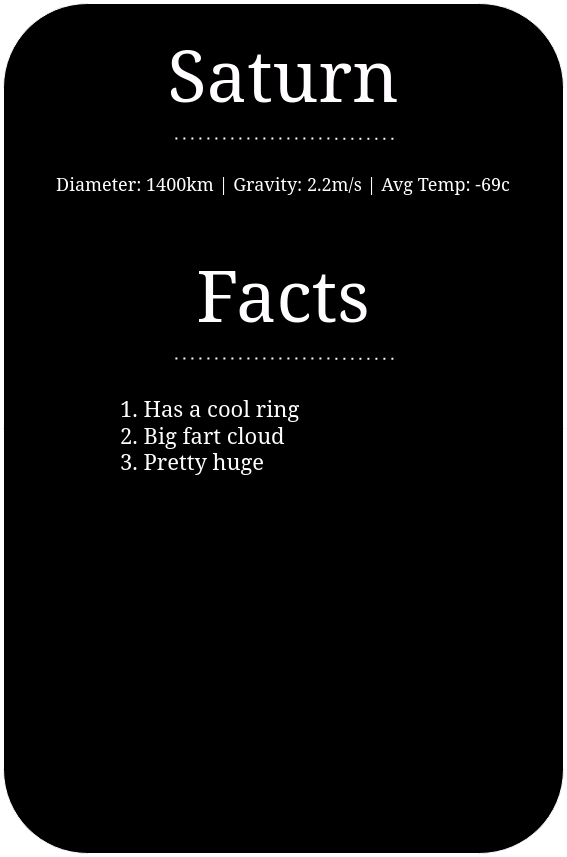 Saturn
............................
Diameter: 1400km | Gravity: 2.2m/s | Avg Temp: -69c
Facts
............................
1. Has a cool ring
2. Big fart cloud
3. Pretty huge